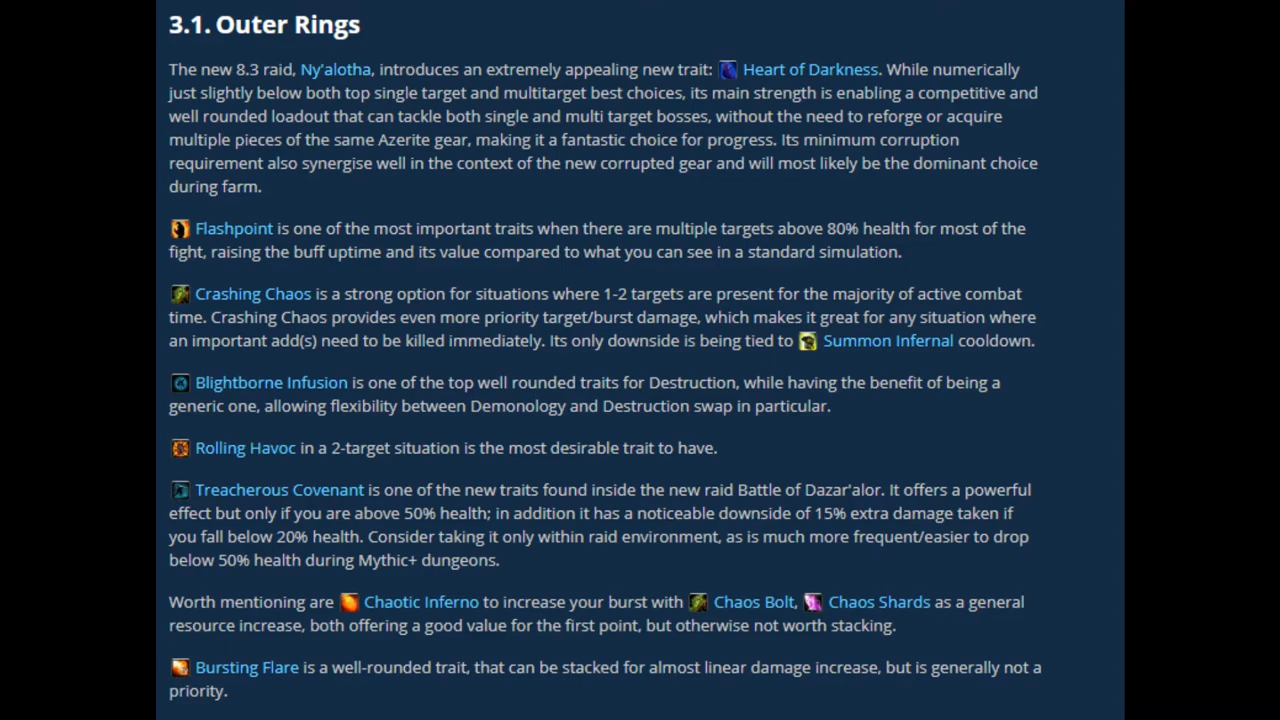 3.1. Outer Rings
The new 8.3 raid, Ny'alotha, introduces an extremely appealing new trait: Heart of Darkness. While numerically
just slightly below both top single target and multitarget best choices, its main strength is enabling a competitive and
well rounded loadout that can tackle both single and multi target bosses, without the need to reforge or acquire
multiple pieces of the same Azerite gear, making it a fantastic choice for progress. Its minimum corruption
requirement also synergise well in the context of the new corrupted gear and will most likely be the dominant choice
during farm.
Flashpoint is one of the most important traits when there are multiple targets above 80% health for most of the
fight, raising the buff uptime and its value compared to what you can see in a standard simulation.
Crashing Chaos is a strong option for situations where 1-2 targets are present for the majority of active combat
time. Crashing Chaos provides even more priority target/burst damage, which makes it great for any situation where
an important add(s) need to be killed immediately. Its only downside is being tied to Summon Infernal cooldown.
Blightborne Infusion is one of the top well rounded traits for Destruction, while having the benefit of being a
generic one, allowing flexibility between Demonology and Destruction swap in particular.
Rolling Havoc in a 2-target situation is the most desirable trait to have.
Treacherous Covenant is one of the new traits found inside the new raid Battle of Dazar'alor. It offers a powerful
effect but only if you are above 50% health; in addition it has a noticeable downside of 15% extra damage taken if
you fall below 20% health. Consider taking it only within raid environment, as is much more frequent/easier to drop
below 50% health during Mythic+ dungeons.
Worth mentioning are Chaotic Inferno to increase your burst with Chaos Bolt, Chaos Shards as a general
resource increase, both offering a good value for the first point, but otherwise not worth stacking.
Bursting Flare is a well-rounded trait, that can be stacked for almost linear damage increase, but is generally not a
priority.